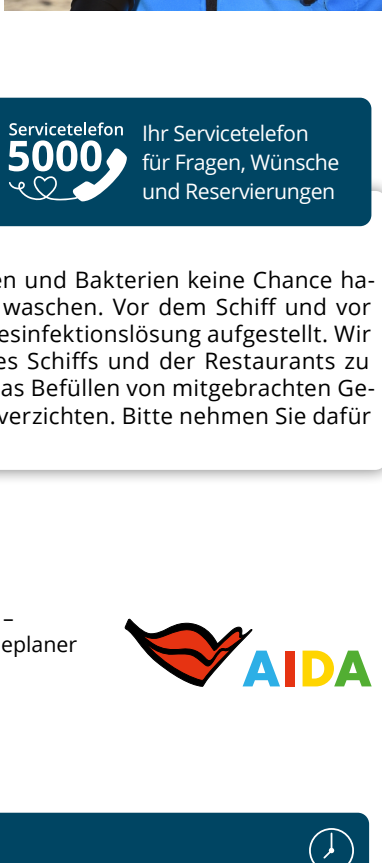 Servicetelefon
5000
Ihr Servicetelefon
für Fragen, Wünsche
und Reservierungen
en und Bakterien keine Chance ha-
waschen. Vor dem Schiff und vor
esinfektionslösung aufgestellt. Wir
es Schiffs und der Restaurants zu
as Befüllen von mitgebrachten Ge-
verzichten. Bitte nehmen Sie dafür
–
eplaner
AIDA